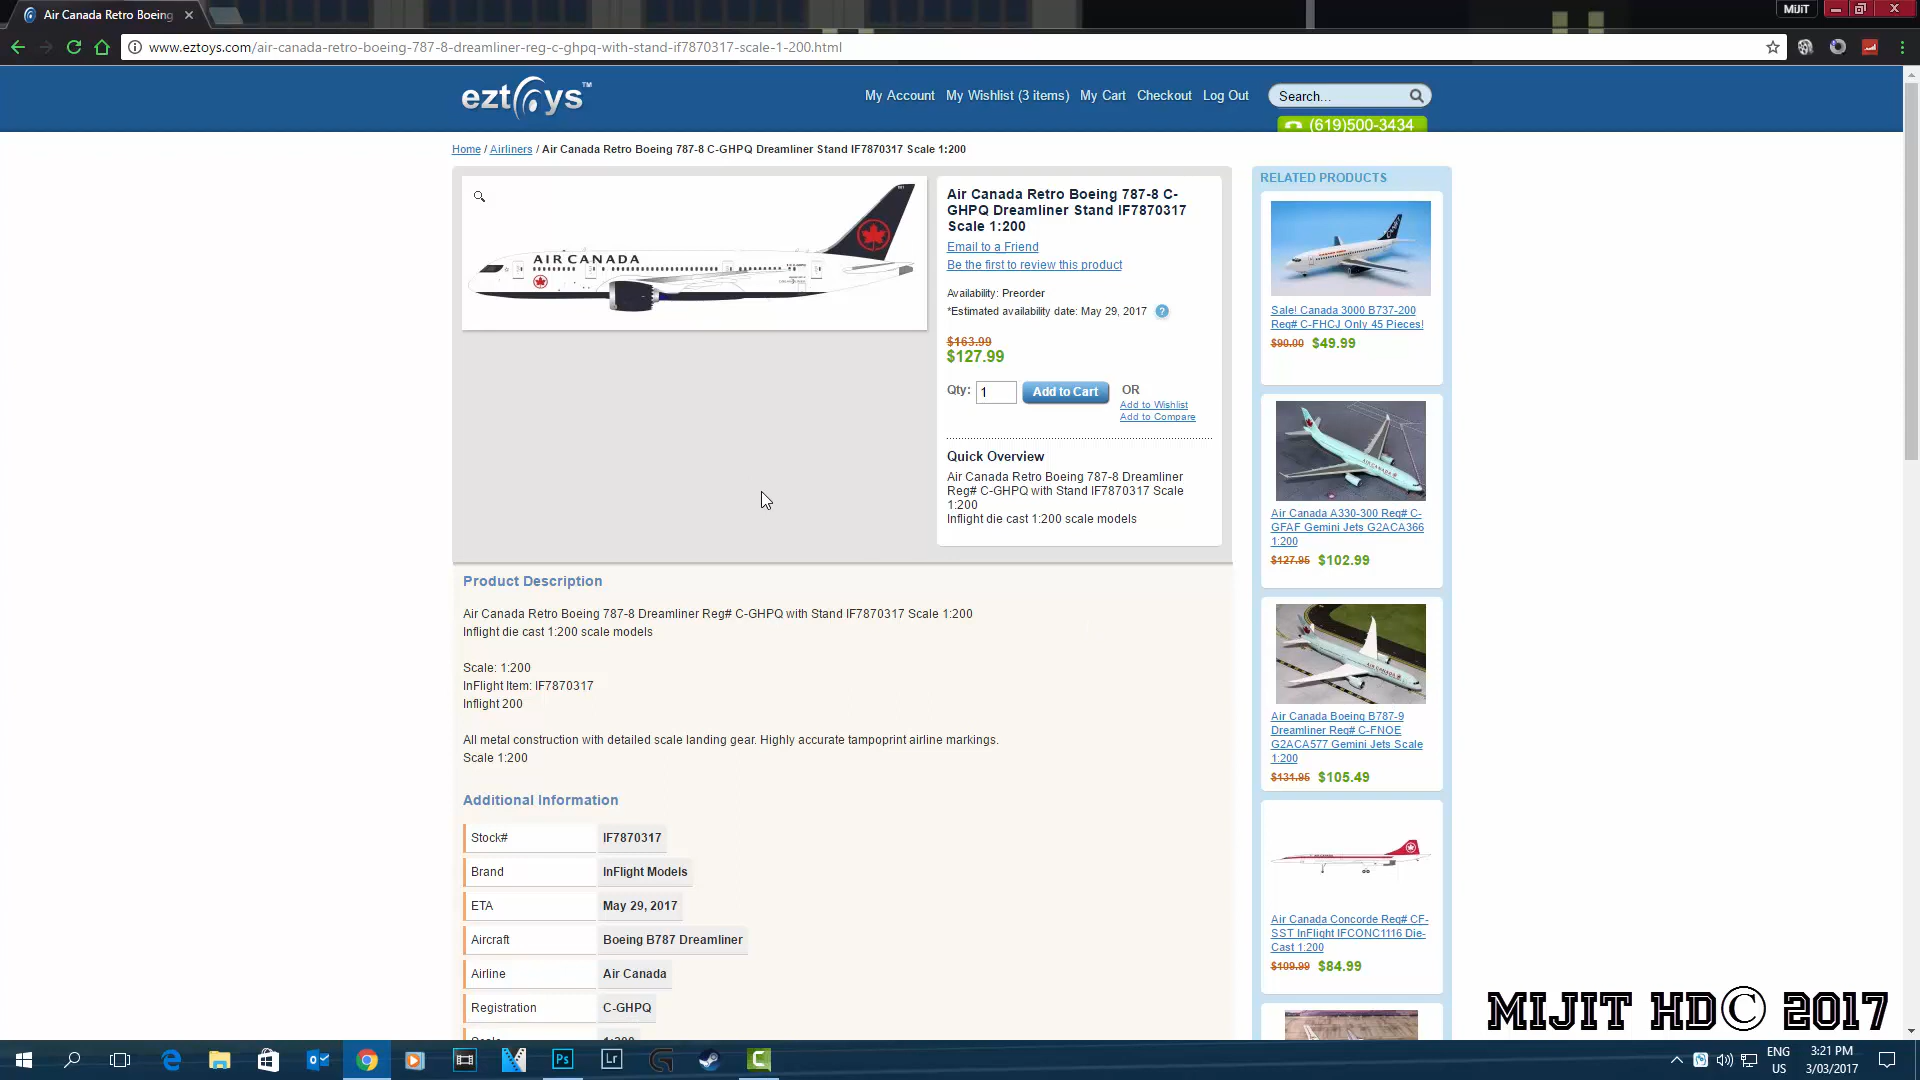 Air Canada Retro Boeing
MIJIT
www.eztoys.com/air-canada-retro-boeing-787-8-dreamliner-reg-c-ghpq-with-stand-if7870317-scale-1-200.html
eztoys™
My Account My Wishlist (3 items) My Cart Checkout Log Out
Search...
(619)500-3434
Home / Airliners / Air Canada Retro Boeing 787-8 C-GHPQ Dreamliner Stand IF7870317 Scale 1:200
AIR CANADA
Air Canada Retro Boeing 787-8 C-
GHPQ Dreamliner Stand IF7870317
Scale 1:200
Email to a Friend
Be the first to review this product
Availability: Preorder
*Estimated availability date: May 29, 2017 ?
$163.99
$127.99
Qty: 1 Add to Cart OR
Add to Wishlist
Add to Compare
Quick Overview
Air Canada Retro Boeing 787-8 Dreamliner
Reg# C-GHPQ with Stand IF7870317 Scale
1:200
Inflight die cast 1:200 scale models
Product Description
Air Canada Retro Boeing 787-8 Dreamliner Reg# C-GHPQ with Stand IF7870317 Scale 1:200
Inflight die cast 1:200 scale models
Scale: 1:200
InFlight Item: IF7870317
Inflight 200
All metal construction with detailed scale landing gear. Highly accurate tampoprint airline markings.
Scale 1:200
Additional Information
Stock# IF7870317
Brand InFlight Models
ETA May 29, 2017
Aircraft Boeing B787 Dreamliner
Airline Air Canada
Registration C-GHPQ
Scale 1:200
RELATED PRODUCTS
Sale! Canada 3000 B737-200
Reg# C-FHCJ Only 45 Pieces!
$90.00 $49.99
AIR CANADA
Air Canada A330-300 Reg# C-
GFAF Gemini Jets G2ACA366
1:200
$127.95 $102.99
AIR CANADA
Air Canada Boeing B787-9
Dreamliner Reg# C-FNOE
G2ACA577 Gemini Jets Scale
1:200
$131.95 $105.49
Air Canada Concorde Reg# CF-
SST InFlight IFCONC1116 Die-
Cast 1:200
$109.99 $84.99
MIJIT HD© 2017
Ps
Lr
ENG
US
3:21 PM
3/03/2017